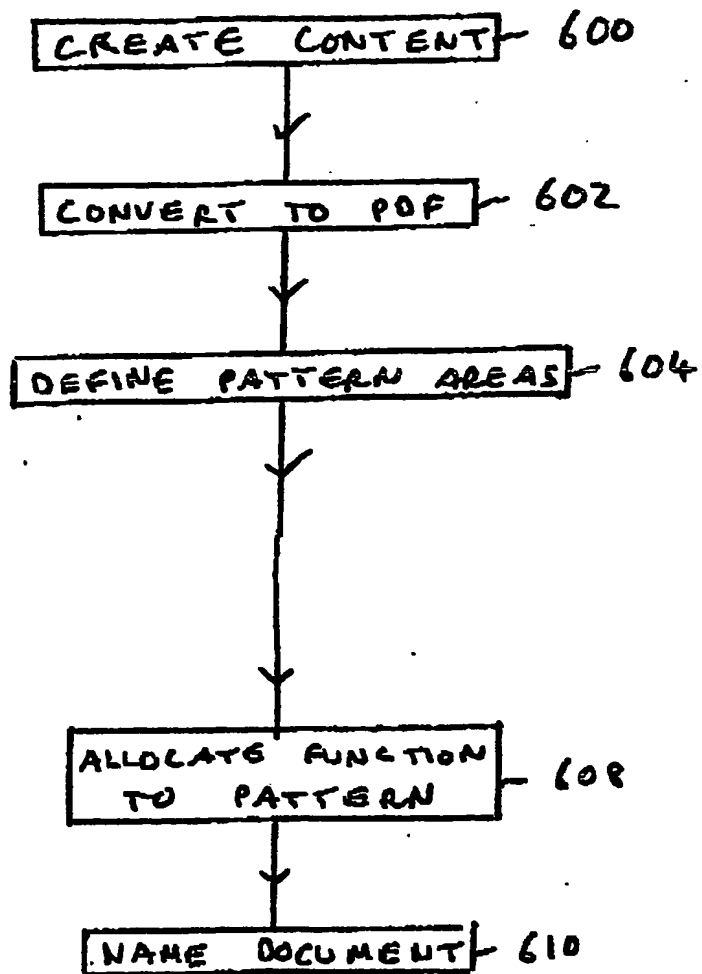 CREATE CONTENT 600
CONVERT TO PDF 602
DEFINE PATTERN AREAS 604
ALLOCATE FUNCTION
TO PATTERN 608
NAME DOCUMENT 610